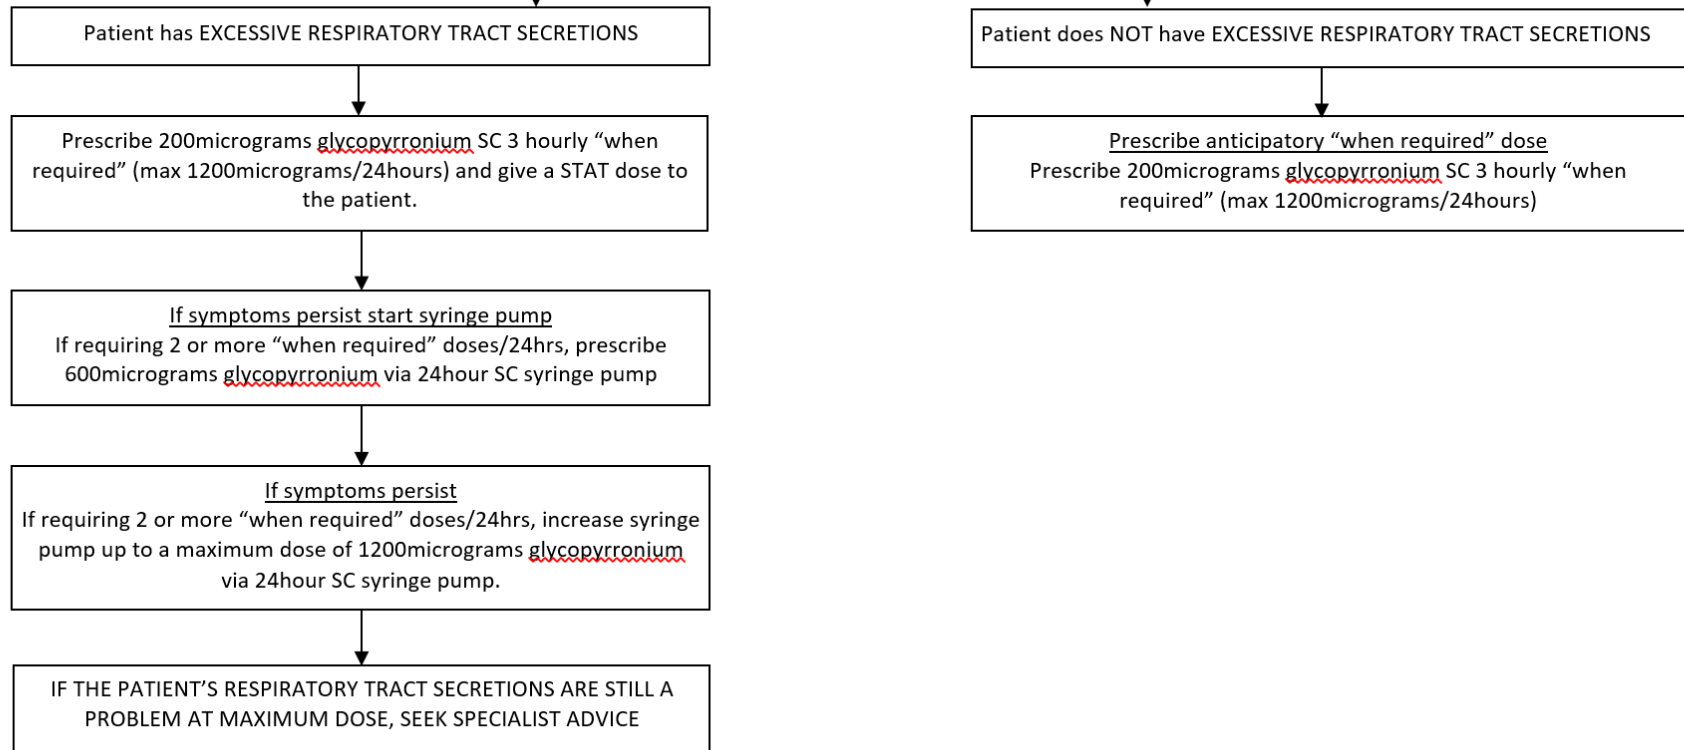 Patient has EXCESSIVE RESPIRATORY TRACT SECRETIONS
Prescribe 200micrograms glycopyrronium SC 3 hourly “when
required” (max 1200micrograms/24hours) and give a STAT dose to
the patient.
If symptoms persist start syringe pump
If requiring 2 or more “when required” doses/24hrs, prescribe
600micrograms glycopyrronium via 24hour SC syringe pump
If symptoms persist
If requiring 2 or more “when required” doses/24hrs, increase syringe
pump up to a maximum dose of 1200micrograms glycopyrronium
via 24hour SC syringe pump.
IF THE PATIENT’S RESPIRATORY TRACT SECRETIONS ARE STILL A
PROBLEM AT MAXIMUM DOSE, SEEK SPECIALIST ADVICE
Patient does NOT have EXCESSIVE RESPIRATORY TRACT SECRETIONS
Prescribe anticipatory “when required” dose
Prescribe 200micrograms glycopyrronium SC 3 hourly “when
required” (max 1200micrograms/24hours)